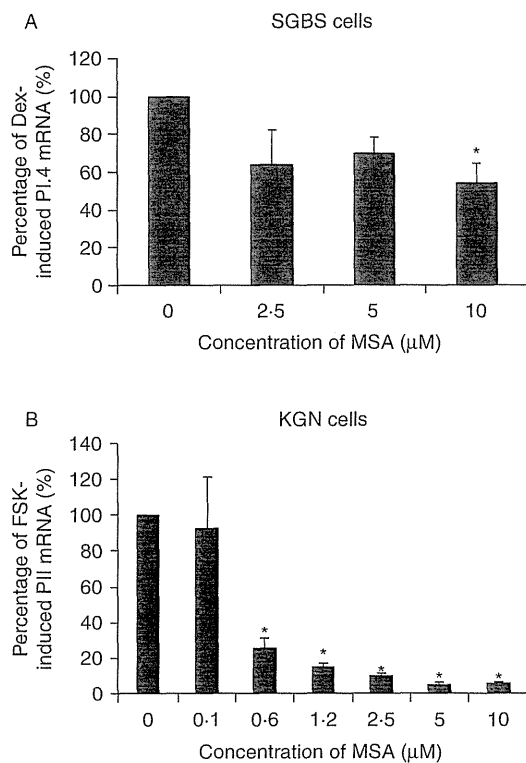 A
SGBS cells
Percentage of Dex-
induced PI.4 mRNA (%)
120
100
80
60
40
20
0
*
0 2·5 5 10
Concentration of MSA (μM)
B
KGN cells
Percentage of FSK-
induced PII mRNA (%)
140
120
100
80
60
40
20
0
* * * * *
0 0·1 0·6 1·2 2·5 5 10
Concentration of MSA (μM)